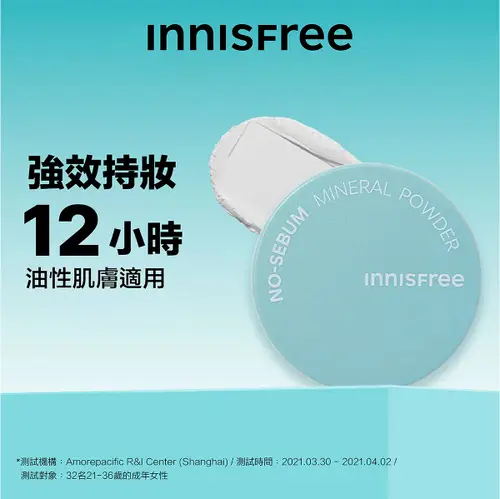 innisfree
強效持妝
12小時
油性肌膚適用
NO-SEBUM MINERAL POWDER
innisfree
*測試機構：Amorepacific R&I Center (Shanghai) / 測試時間：2021.03.30 - 2021.04.02 /
測試對象：32名21-36歲的成年女性